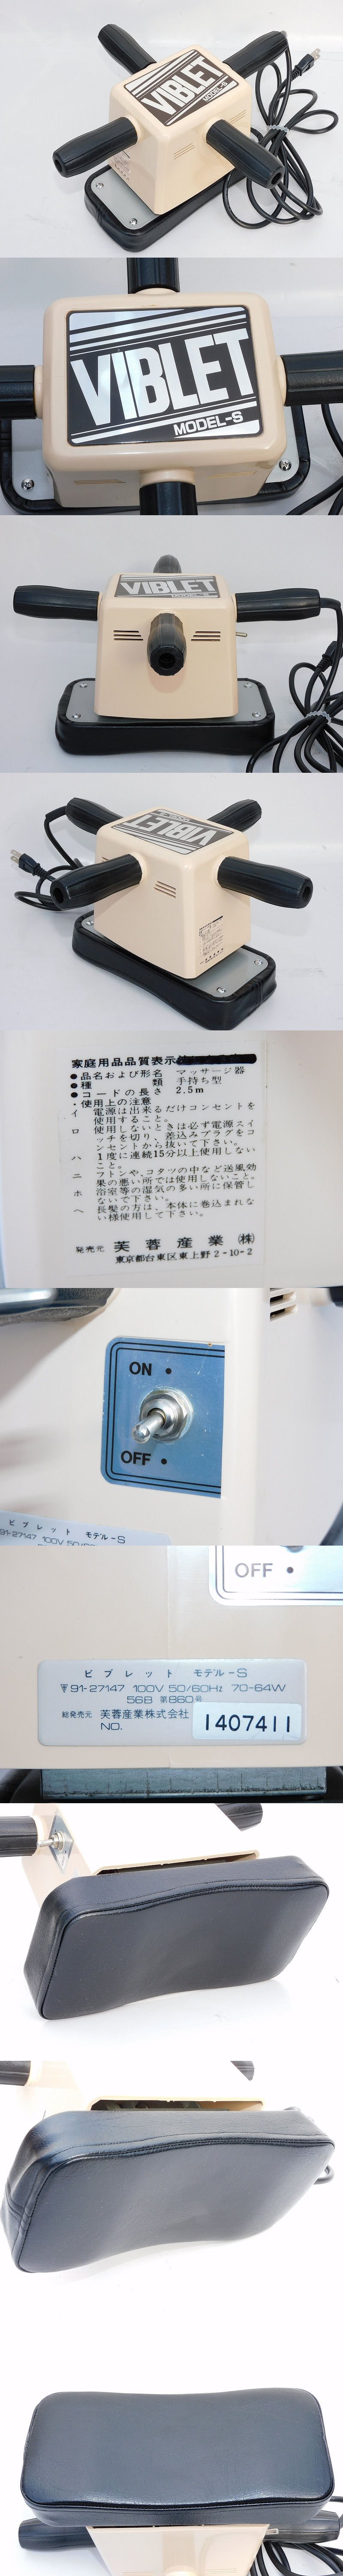 VIBLET
MODEL-S
VIBLET
MODEL-S
VIBLET
VIBLET
家庭用品品質表示
●品名および形名 マッサージ器
●種類 手持ち型
●コードの長さ 2.5m
・使用上の注意
イ 電源は出来るだけコンセントを
使用すること。
ロ 使用しないときは必ず電源スイ
ッチを切り、差込みプラグをコ
ンセントから抜いて下さい。
ハ 1度に連続15分以上使用しない
こと。
ニ フトンや、コタツの中など送風効
果の悪い所では使用しないこと。
ホ 浴室等の湿気の多い所に保管し
ないで下さい。
ヘ 長髪の方は、本体に巻込まれな
い様使用して下さい。
発売元 芙蓉産業(株)
東京都台東区東上野2-10-2
ON
OFF
ビブレット モデル-S
91-27147 100V 50/60
OFF
ビブレット モデル-S
〒91-27147 100V 50/60Hz 70-64W
56B 第860号
総発売元 芙蓉産業株式会社
NO. 1407411